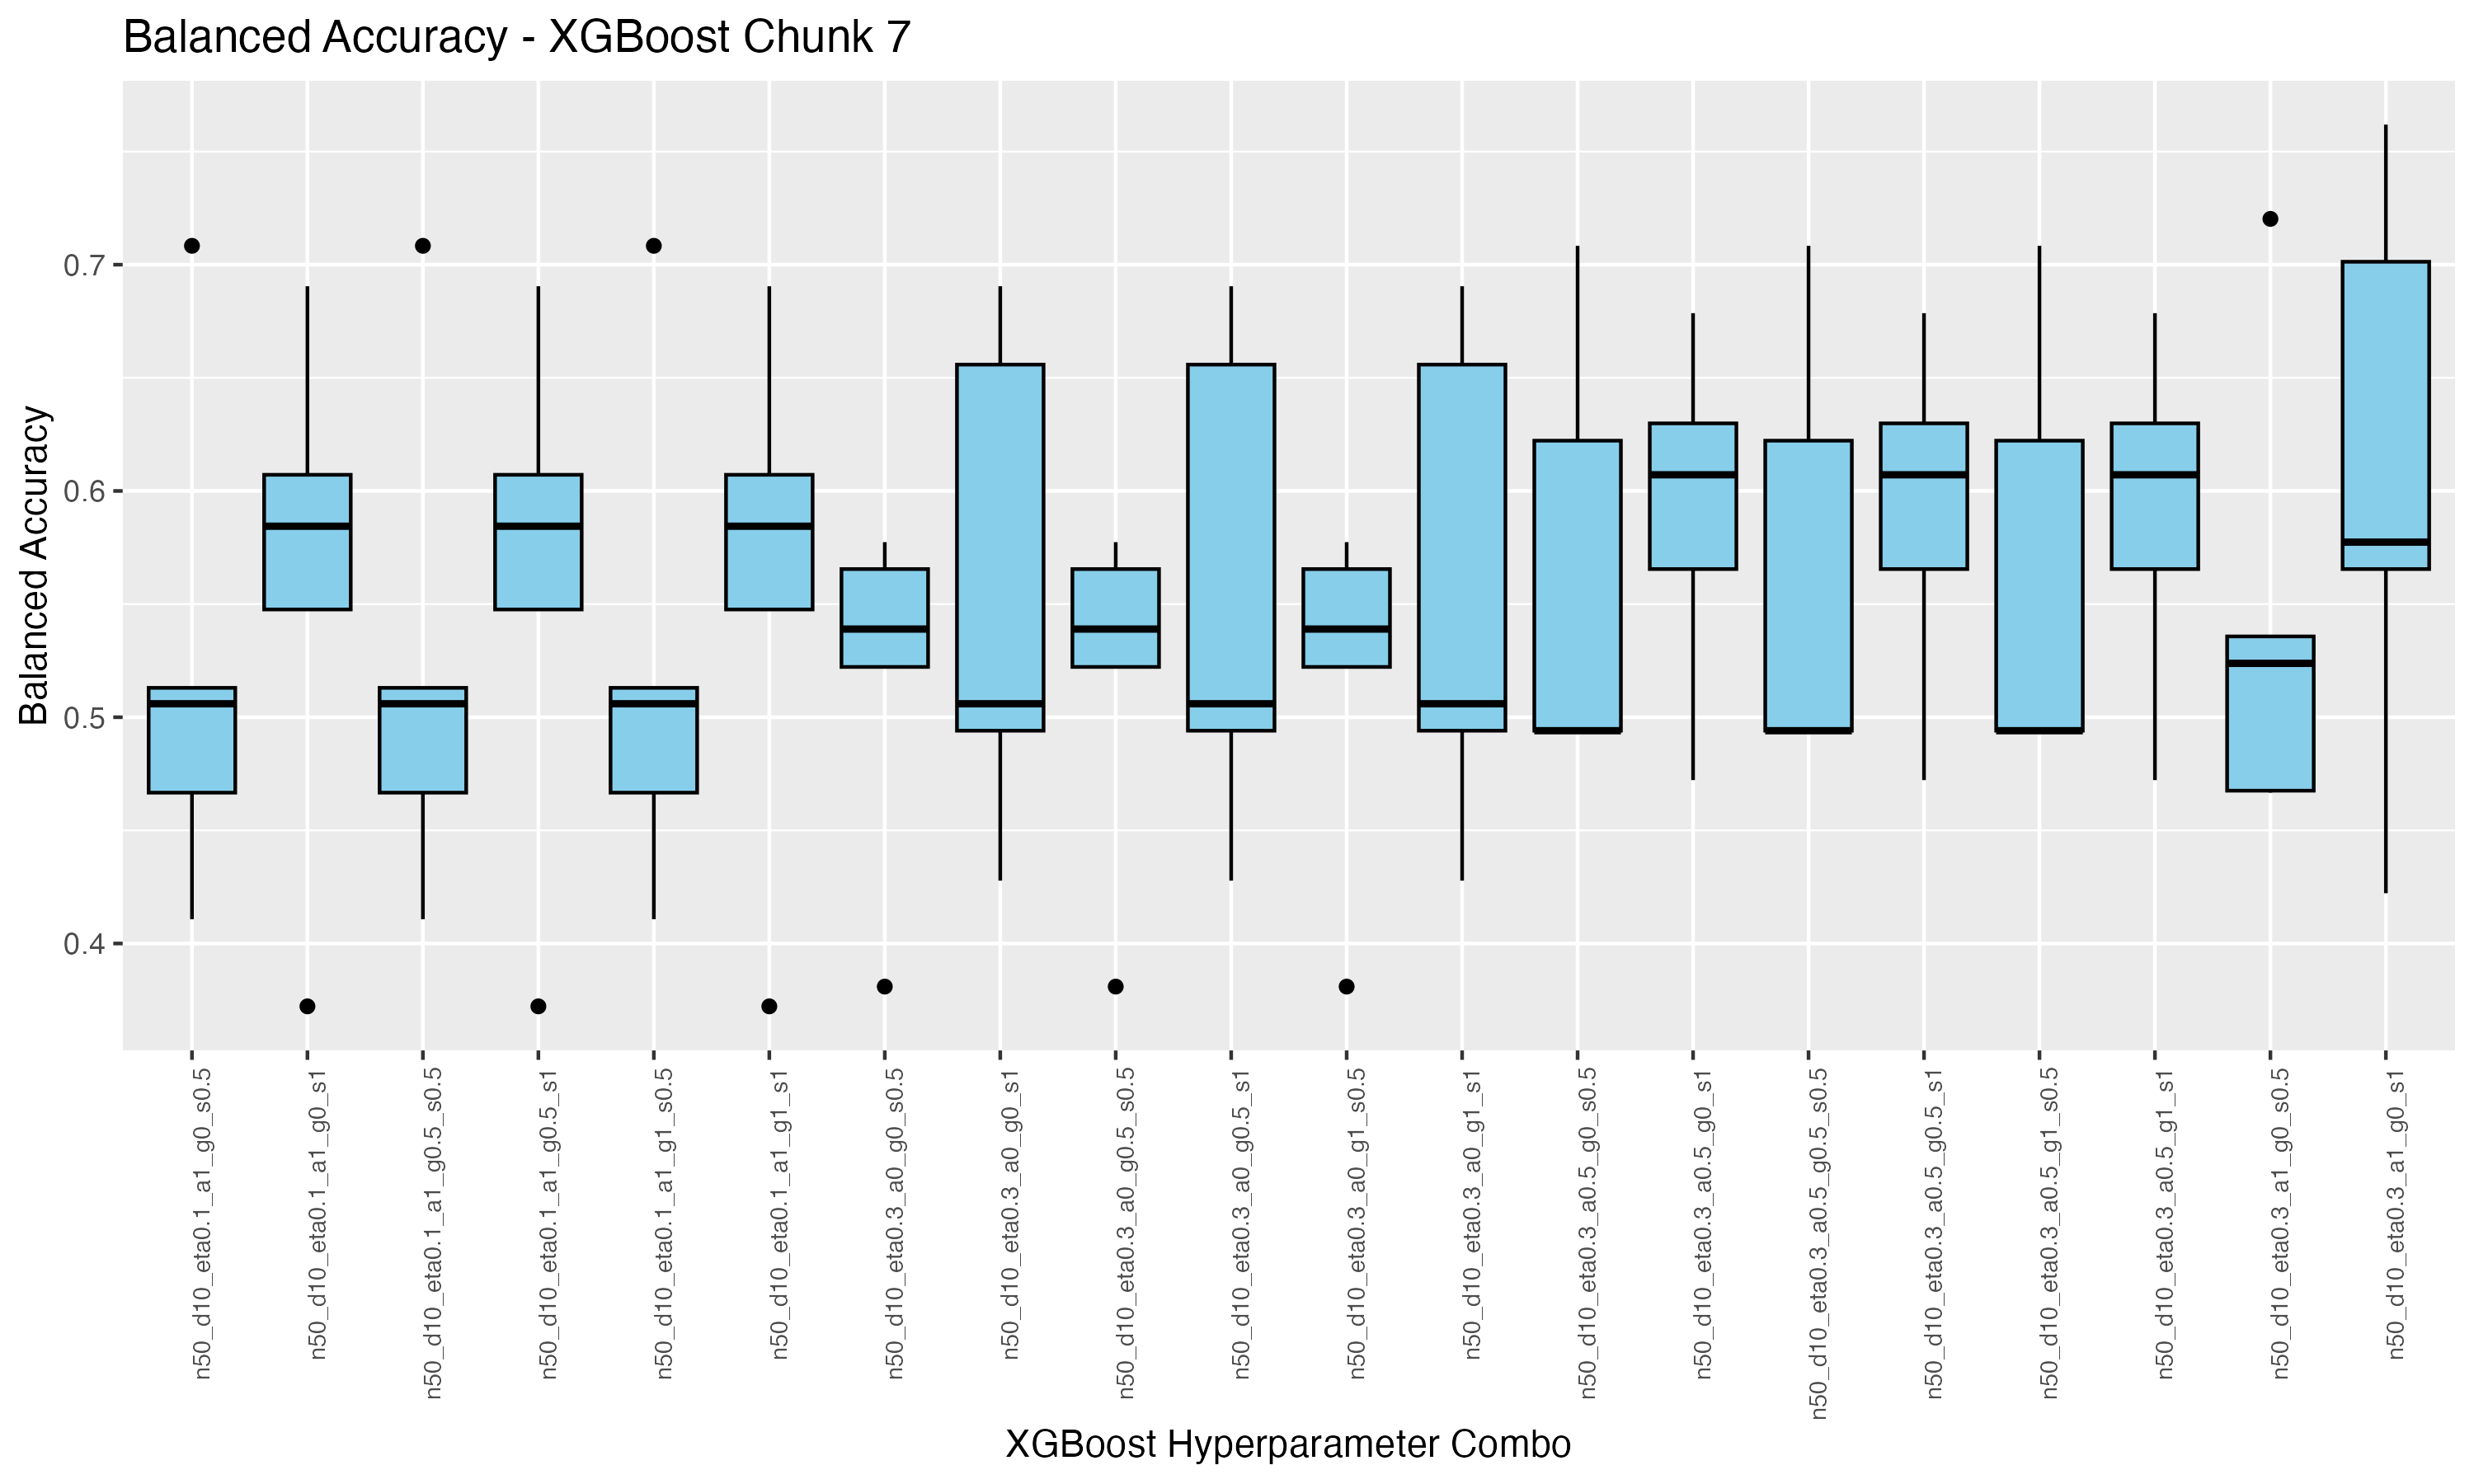 Balanced Accuracy - XGBoost Chunk 7
Balanced Accuracy
0.7
0.6
0.5
0.4
n50_d10_eta0.1_a1_g0_s0.5
n50_d10_eta0.1_a1_g0_s1
n50_d10_eta0.1_a1_g0.5_s0.5
n50_d10_eta0.1_a1_g0.5_s1
n50_d10_eta0.1_a1_g1_s0.5
n50_d10_eta0.1_a1_g1_s1
n50_d10_eta0.3_a0_g0_s0.5
n50_d10_eta0.3_a0_g0_s1
n50_d10_eta0.3_a0_g0.5_s0.5
n50_d10_eta0.3_a0_g0.5_s1
n50_d10_eta0.3_a0_g1_s0.5
n50_d10_eta0.3_a0_g1_s1
n50_d10_eta0.3_a0.5_g0_s0.5
n50_d10_eta0.3_a0.5_g0_s1
n50_d10_eta0.3_a0.5_g0.5_s0.5
n50_d10_eta0.3_a0.5_g0.5_s1
n50_d10_eta0.3_a0.5_g1_s0.5
n50_d10_eta0.3_a0.5_g1_s1
n50_d10_eta0.3_a1_g0_s0.5
n50_d10_eta0.3_a1_g0_s1
XGBoost Hyperparameter Combo